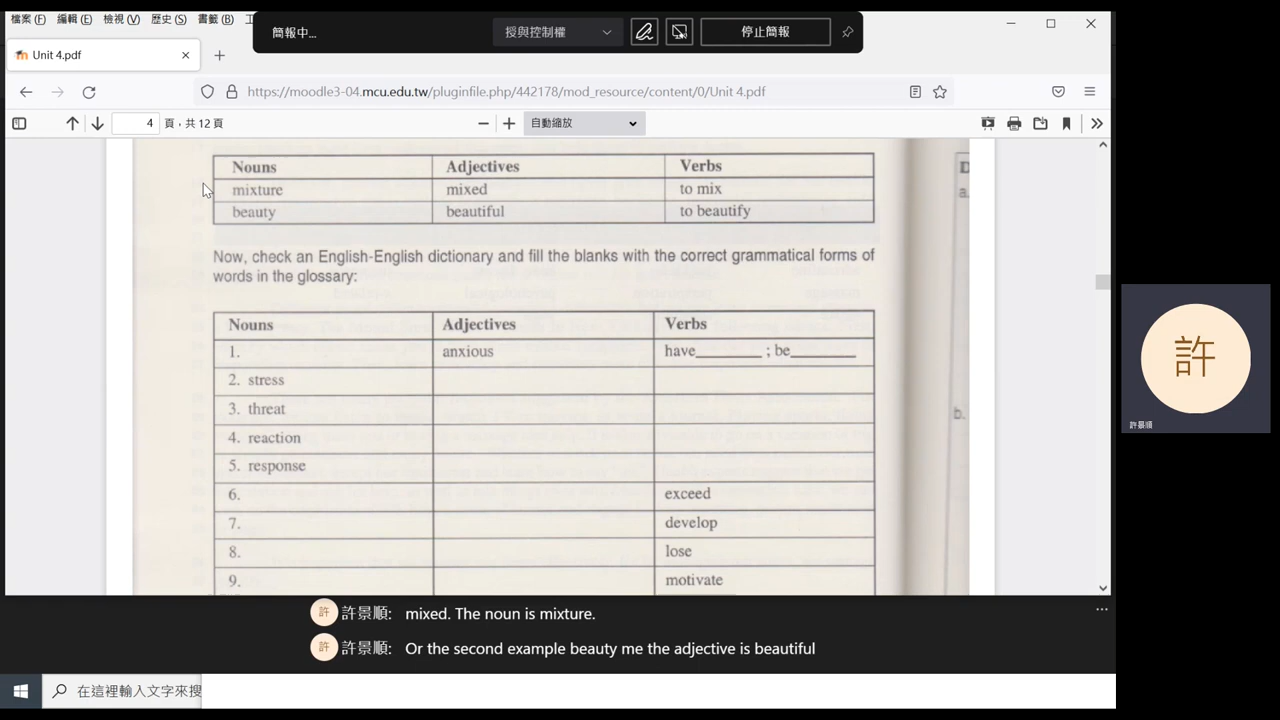 檔案(F) 編輯(E) 檢視(V) 歷史(S) 書籤(B) 工
簡報中...
授與控制權
停止簡報
Unit 4.pdf
https://moodle3-04.mcu.edu.tw/pluginfile.php/442178/mod_resource/content/0/Unit 4.pdf
4 頁，共 12 頁
自動縮放
Nouns Adjectives Verbs
mixture mixed to mix
beauty beautiful to beautify
Now, check an English-English dictionary and fill the blanks with the correct grammatical forms of
words in the glossary:
Nouns Adjectives Verbs
1. anxious have________ ; be________
2. stress
3. threat
4. reaction
5. response
6. exceed
7. develop
8. lose
9. motivate
D
a.
b.
許
許景順
許 許景順: mixed. The noun is mixture.
許 許景順: Or the second example beauty me the adjective is beautiful
在這裡輸入文字來搜